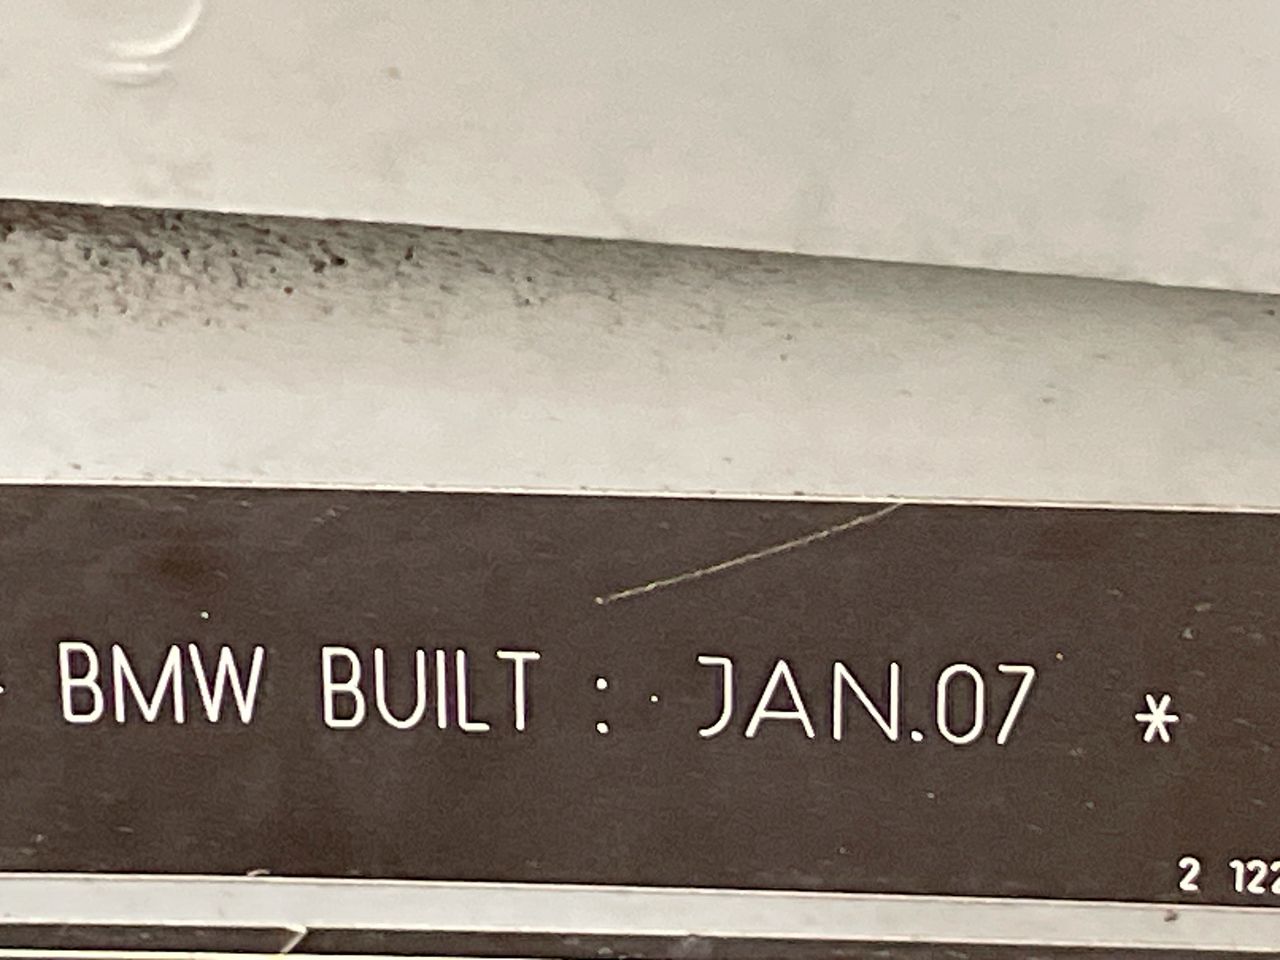 BMW BUILT : JAN.07 *
2 122